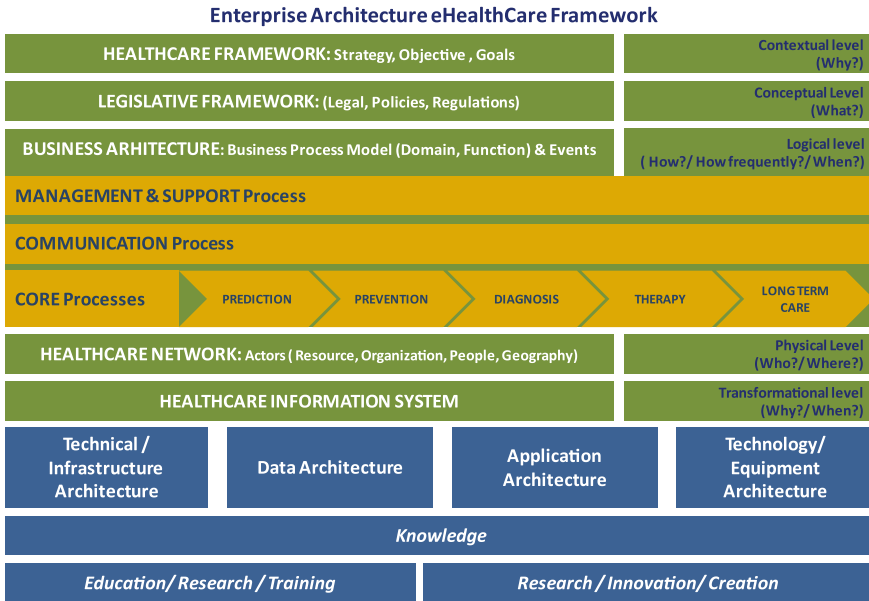 Enterprise Architecture eHealthCare Framework
HEALTHCARE FRAMEWORK: Strategy, Objective , Goals
Contextual level
(Why?)
LEGISLATIVE FRAMEWORK: (Legal, Policies, Regulations)
Conceptual Level
(What?)
BUSINESS ARHITECTURE: Business Process Model (Domain, Function) & Events
Logical level
( How?/ How frequently?/ When?)
MANAGEMENT & SUPPORT Process
COMMUNICATION Process
CORE Processes
PREDICTION
PREVENTION
DIAGNOSIS
THERAPY
LONG TERM
CARE
HEALTHCARE NETWORK: Actors ( Resource, Organization, People, Geography)
Physical Level
(Who?/ Where?)
HEALTHCARE INFORMATION SYSTEM
Transformational level
(Why?/ When?)
Technical /
Infrastructure
Architecture
Data Architecture
Application
Architecture
Technology/
Equipment
Architecture
Knowledge
Education/ Research / Training
Research / Innovation/ Creation